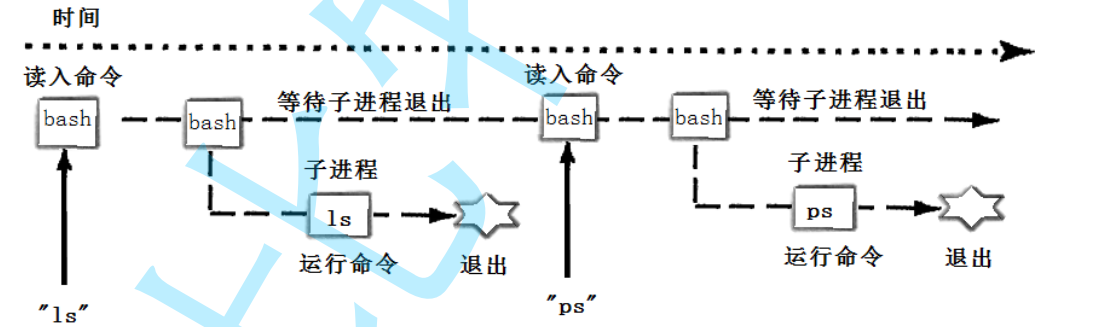 时间
读入命令
读入命令
bash
bash
等待子进程退出
bash
bash
等待子进程退出
子进程
子进程
ls
ps
运行命令
退出
运行命令
退出
"ls"
"ps"